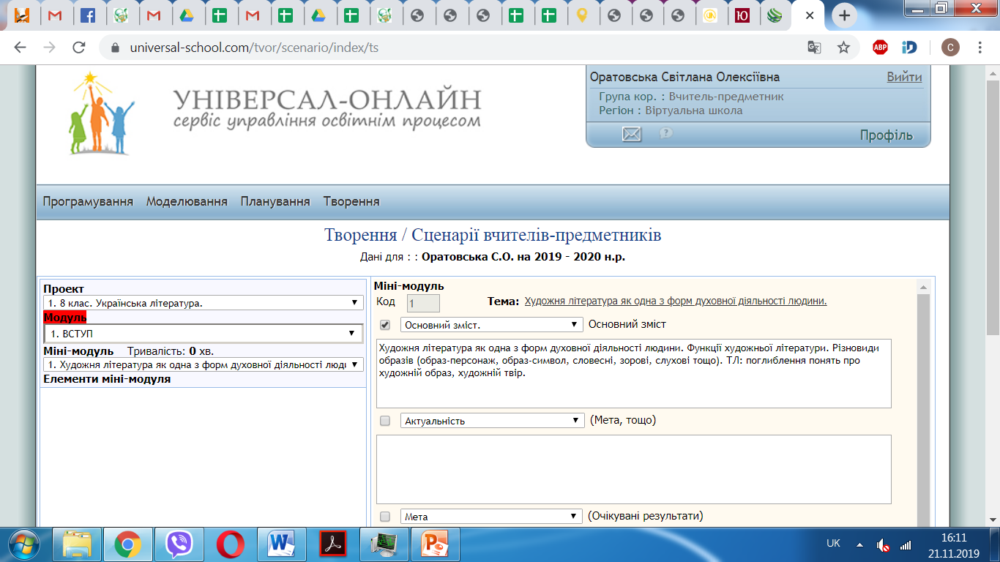 universal-school.com/tvor/scenario/index/ts
ABP
C
УНІВЕРСАЛ-ОНЛАЙН
сервіс управління освітнім процесом
Оратовська Світлана Олексіївна Вийти
Група кор. : Вчитель-предметник
Регіон : Віртуальна школа
Профіль
Програмування Моделювання Планування Творення
Творення / Сценарії вчителів-предметників
Дані для : : Оратовська С.О. на 2019 - 2020 н.р.
Проект
1. 8 клас. Українська література.
Модуль
1. ВСТУП
Міні-модуль Тривалість: 0 хв.
1. Художня література як одна з форм духовної діяльності люди
Елементи міні-модуля
Міні-модуль
Код 1 Тема: Художня література як одна з форм духовної діяльності людини.
Основний зміст. Основний зміст
Художня література як одна з форм духовної діяльності людини. Функції художньої літератури. Різновиди
образів (образ-персонаж, образ-символ, словесні, зорові, слухові тощо). ТЛ: поглиблення понять про
художній образ, художній твір.
Актуальність (Мета, тощо)
Мета (Очікувані результати)
UK
16:11
21.11.2019